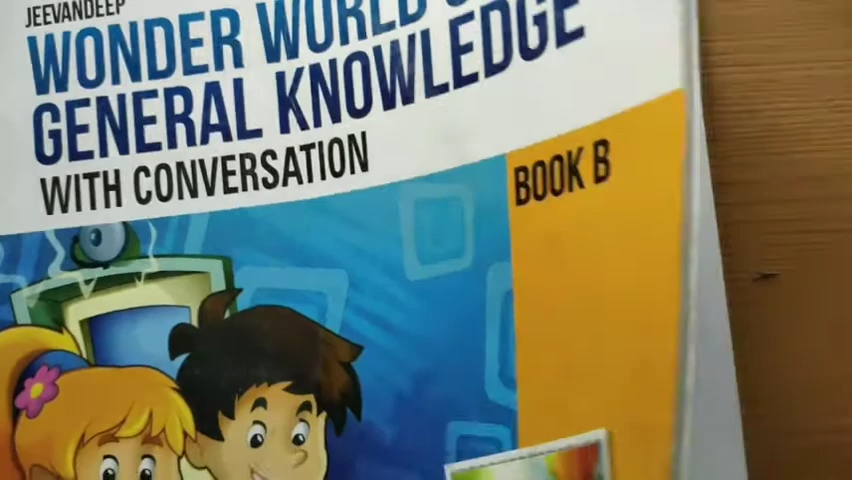 JEEVANDEEP
WONDER WORLD
GENERAL KNOWLEDGE
WITH CONVERSATION
BOOK B